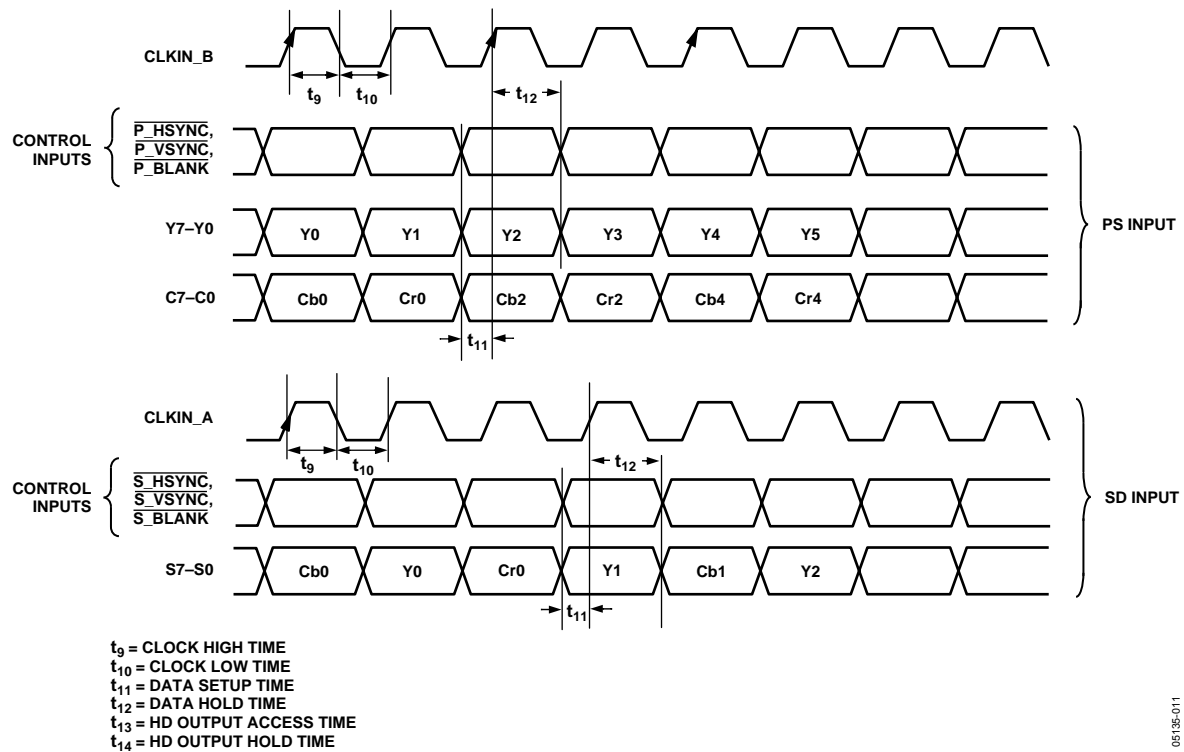 CLKIN_B
t9
t10
t12
CONTROL INPUTS
P_HSYNC,
P_VSYNC,
P_BLANK
Y7–Y0
Y0 Y1 Y2 Y3 Y4 Y5
PS INPUT
C7–C0
Cb0 Cr0 Cb2 Cr2 Cb4 Cr4
t11
CLKIN_A
t9
t10
t12
CONTROL INPUTS
S_HSYNC,
S_VSYNC,
S_BLANK
SD INPUT
S7–S0
Cb0 Y0 Cr0 Y1 Cb1 Y2
t11
t9 = CLOCK HIGH TIME
t10 = CLOCK LOW TIME
t11 = DATA SETUP TIME
t12 = DATA HOLD TIME
t13 = HD OUTPUT ACCESS TIME
t14 = HD OUTPUT HOLD TIME
05135-011